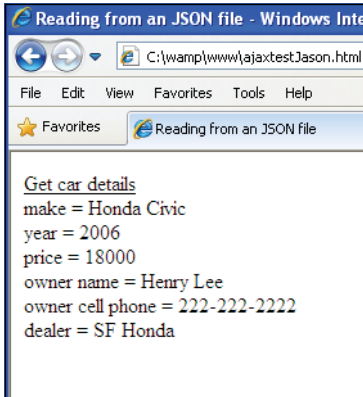 Reading from an JSON file - Windows Inte
C:\wamp\www\ajaxtestJason.html
File Edit View Favorites Tools Help
Favorites Reading from an JSON file
Get car details
make = Honda Civic
year = 2006
price = 18000
owner name = Henry Lee
owner cell phone = 222-222-2222
dealer = SF Honda